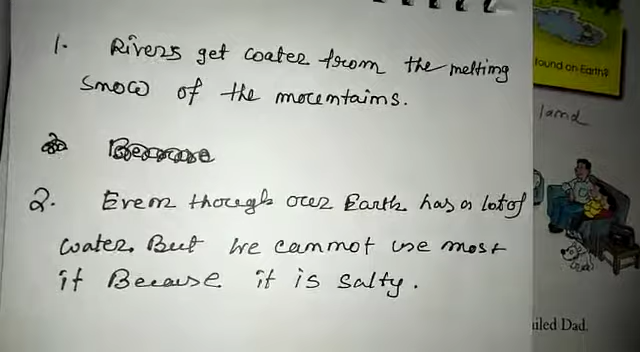 1. Rivers get water from the melting
snow of the mountains.
2. Even though our Earth has a lot of
water. But we cannot use most
it Because it is salty.
found on Earth?
land
iled Dad.